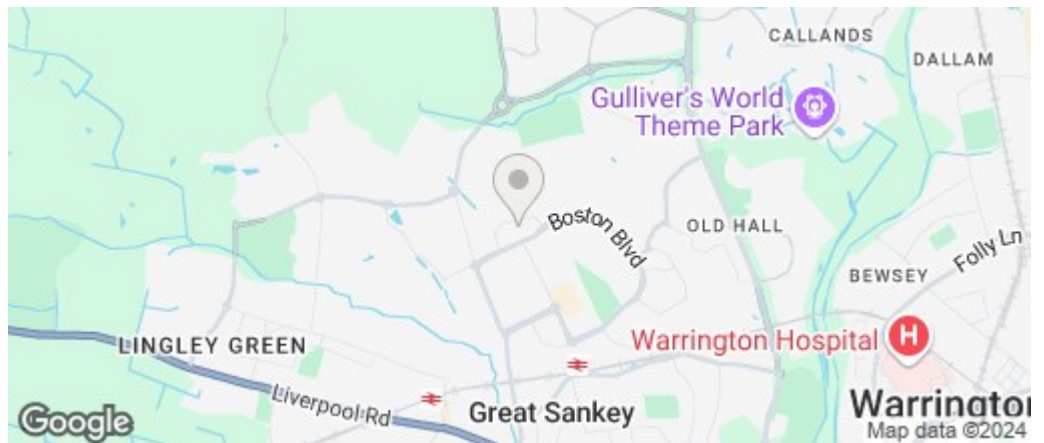 CALLANDS
DALLAM
Gulliver's World
Theme Park
Boston Blvd
OLD HALL
Folly Ln
BEWSEY
Warrington Hospital
H
LINGLEY GREEN
Liverpool Rd
Great Sankey
Warrington
Google
Map data ©2024